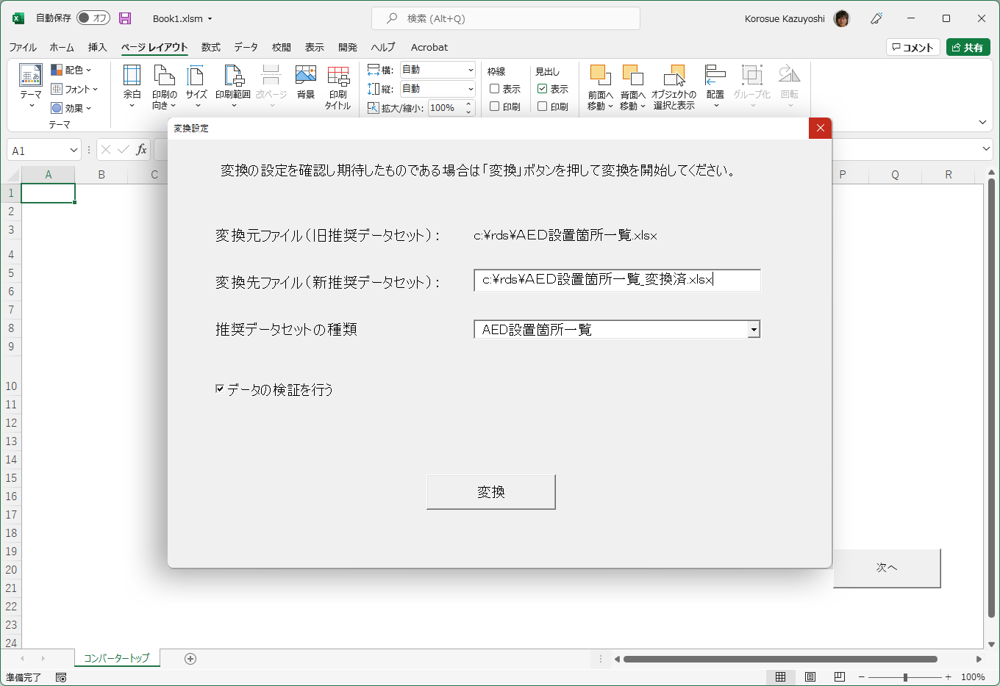 自動保存 オフ Book1.xlsm 検索 (Alt+Q) Korosue Kazuyoshi
ファイル ホーム 挿入 ページ レイアウト 数式 データ 校閲 表示 開発 ヘルプ Acrobat コメント 共有
亜あ 配色 横: 自動 枠線 見出し
テーマ 亜 フォント 余白 印刷の サイズ 印刷範囲 改ページ 背景 印刷 縦: 自動 表示 表示 前面へ 背面へ オブジェクトの 配置 グループ化 回転
効果 向き タイトル 拡大/縮小: 100% 印刷 印刷 移動 移動 選択と表示
テーマ
変換設定
A1 fx
A B C P Q R
変換の設定を確認し期待したものである場合は「変換」ボタンを押して変換を開始してください。
変換元ファイル(旧推奨データセット): c:¥rds¥AED設置箇所一覧.xlsx
変換先ファイル(新推奨データセット): c:¥rds¥AED設置箇所一覧_変換済.xlsx
推奨データセットの種類 AED設置箇所一覧
データの検証を行う
変換
次へ
1
2
3
4
5
6
7
8
9
10
11
12
13
14
15
16
17
18
19
20
21
22
23
24
コンバータートップ
準備完了 100%